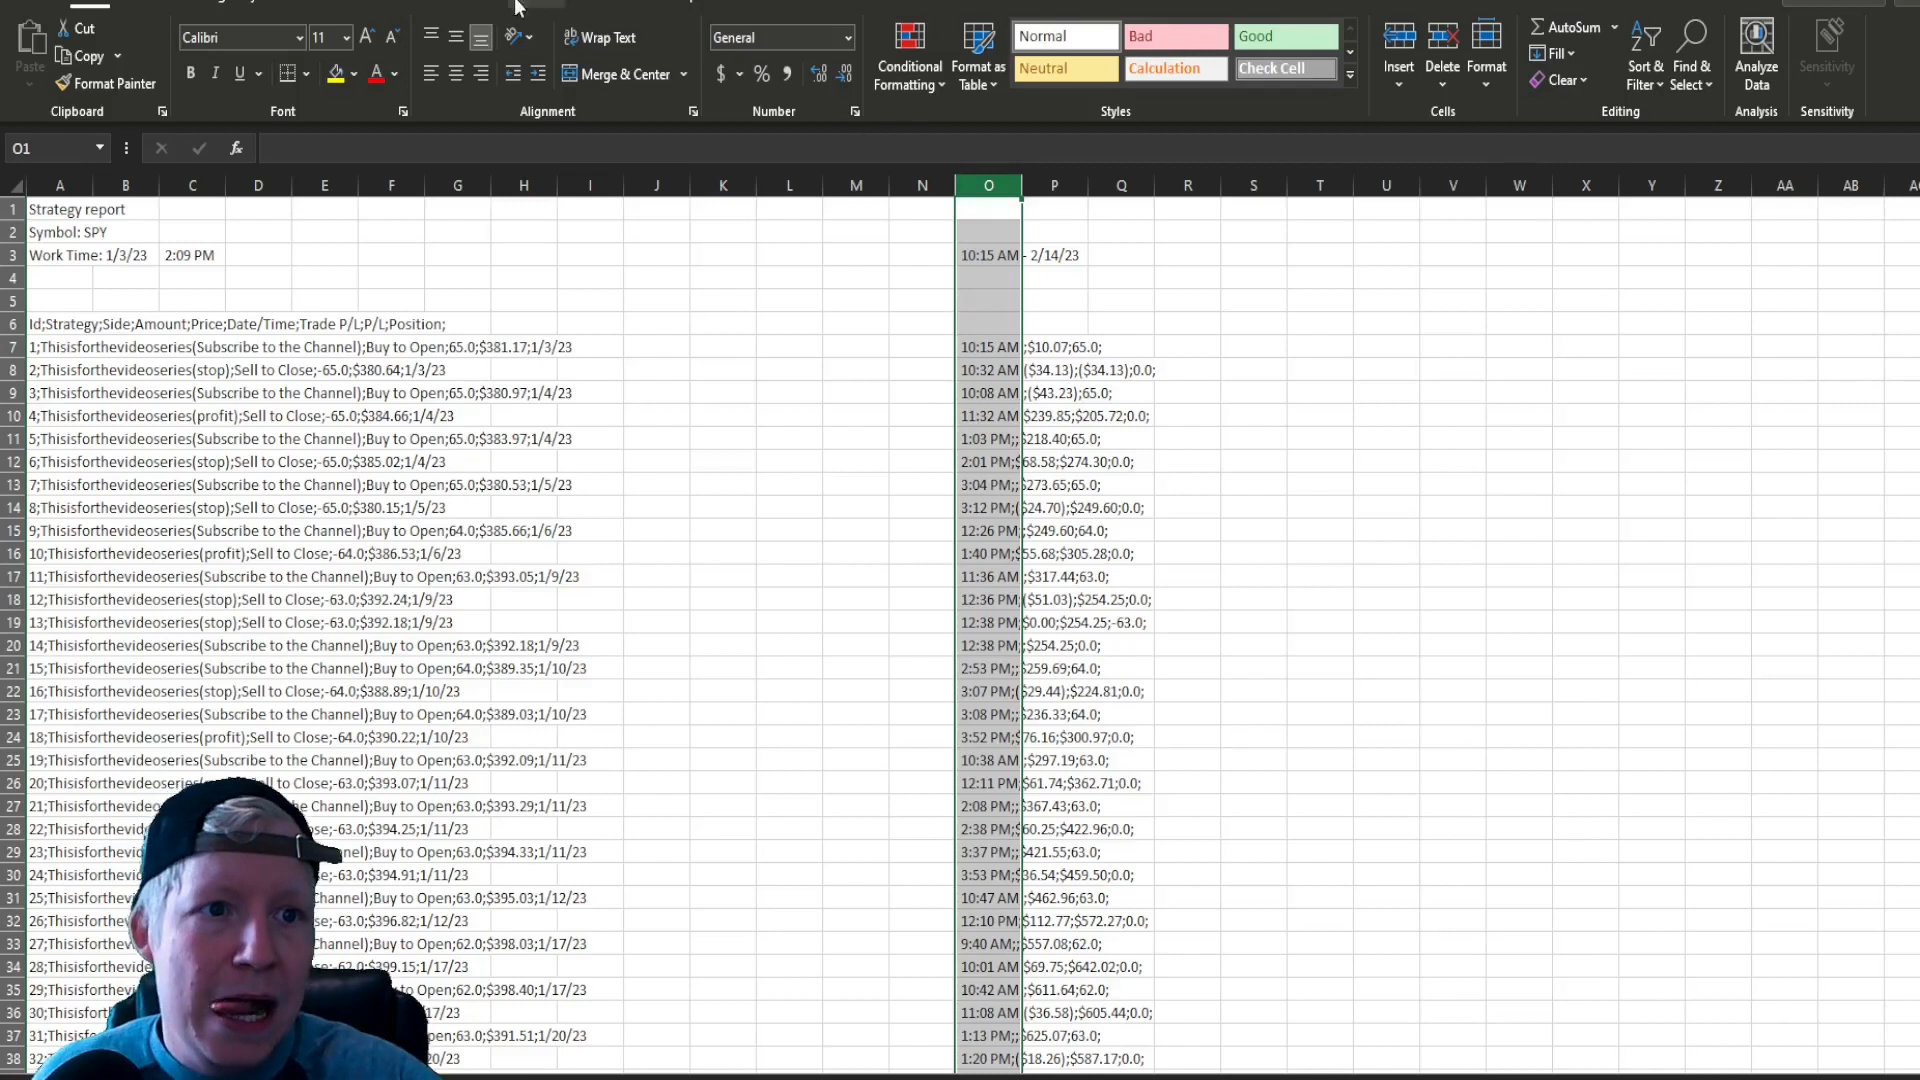 Cut
Calibri 11
Wrap Text
General
Normal Bad Good
AutoSum
Copy
Fill
Paste
Format Painter
B I U
Merge & Center
$ % ,
Conditional Formatting
Format as Table
Neutral Calculation Check Cell
Insert Delete Format
Clear
Sort & Filter
Find & Select
Analyze Data
Sensitivity
Clipboard Font Alignment Number Styles Cells Editing Analysis Sensitivity
O1 fx
A B C D E F G H I J K L M N O P Q R S T U V W X Y Z AA AB
1 Strategy report
2 Symbol: SPY
3 Work Time: 1/3/23 2:09 PM 10:15 AM - 2/14/23
4
5
6 Id;Strategy;Side;Amount;Price;Date/Time;Trade P/L;P/L;Position;
7 1;Thisisforthevideoseries(Subscribe to the Channel);Buy to Open;65.0;$381.17;1/3/23 10:15 AM ;$10.07;65.0;
8 2;Thisisforthevideoseries(stop);Sell to Close;-65.0;$380.64;1/3/23 10:32 AM ($34.13);($34.13);0.0;
9 3;Thisisforthevideoseries(Subscribe to the Channel);Buy to Open;65.0;$380.97;1/4/23 10:08 AM ;($43.23);65.0;
10 4;Thisisforthevideoseries(profit);Sell to Close;-65.0;$384.66;1/4/23 11:32 AM $239.85;$205.72;0.0;
11 5;Thisisforthevideoseries(Subscribe to the Channel);Buy to Open;65.0;$383.97;1/4/23 1:03 PM;;$218.40;65.0;
12 6;Thisisforthevideoseries(stop);Sell to Close;-65.0;$385.02;1/4/23 2:01 PM;$68.58;$274.30;0.0;
13 7;Thisisforthevideoseries(Subscribe to the Channel);Buy to Open;65.0;$380.53;1/5/23 3:04 PM;;$273.65;65.0;
14 8;Thisisforthevideoseries(stop);Sell to Close;-65.0;$380.15;1/5/23 3:12 PM;($24.70);$249.60;0.0;
15 9;Thisisforthevideoseries(Subscribe to the Channel);Buy to Open;64.0;$385.66;1/6/23 12:26 PM;;$249.60;64.0;
16 10;Thisisforthevideoseries(profit);Sell to Close;-64.0;$386.53;1/6/23 1:40 PM;$55.68;$305.28;0.0;
17 11;Thisisforthevideoseries(Subscribe to the Channel);Buy to Open;63.0;$393.05;1/9/23 11:36 AM ;$317.44;63.0;
18 12;Thisisforthevideoseries(stop);Sell to Close;-63.0;$392.24;1/9/23 12:36 PM;($51.03);$254.25;0.0;
19 13;Thisisforthevideoseries(stop);Sell to Close;-63.0;$392.18;1/9/23 12:38 PM;$0.00;$254.25;-63.0;
20 14;Thisisforthevideoseries(Subscribe to the Channel);Buy to Open;63.0;$392.18;1/9/23 12:38 PM;;$254.25;0.0;
21 15;Thisisforthevideoseries(Subscribe to the Channel);Buy to Open;64.0;$389.35;1/10/23 2:53 PM;;$259.69;64.0;
22 16;Thisisforthevideoseries(stop);Sell to Close;-64.0;$388.89;1/10/23 3:07 PM;($29.44);$224.81;0.0;
23 17;Thisisforthevideoseries(Subscribe to the Channel);Buy to Open;64.0;$389.03;1/10/23 3:08 PM;;$236.33;64.0;
24 18;Thisisforthevideoseries(profit);Sell to Close;-64.0;$390.22;1/10/23 3:52 PM;$76.16;$300.97;0.0;
25 19;Thisisforthevideoseries(Subscribe to the Channel);Buy to Open;63.0;$392.09;1/11/23 10:38 AM ;$297.19;63.0;
26 20;Thisisforthevideoseries Sell to Close;-63.0;$393.07;1/11/23 12:11 PM;$61.74;$362.71;0.0;
27 21;Thisisforthevideo he Channel);Buy to Open;63.0;$393.29;1/11/23 2:08 PM;;$367.43;63.0;
28 22;Thisisforthevid ose;-63.0;$394.25;1/11/23 2:38 PM;$60.25;$422.96;0.0;
29 23;Thisisforthevid nel);Buy to Open;63.0;$394.33;1/11/23 3:37 PM;;$421.55;63.0;
30 24;Thisisforthevid ose;-63.0;$394.91;1/11/23 3:53 PM;$36.54;$459.50;0.0;
31 25;Thisisforthevid nel);Buy to Open;63.0;$395.03;1/12/23 10:47 AM ;$462.96;63.0;
32 26;Thisisforthev ose;-63.0;$396.82;1/12/23 12:10 PM;$112.77;$572.27;0.0;
33 27;Thisisforthev nel);Buy to Open;62.0;$398.03;1/17/23 9:40 AM;;$557.08;62.0;
34 28;Thisisforthevide ose;-62.0;$399.15;1/17/23 10:01 AM $69.75;$642.02;0.0;
35 29;Thisisforthevide Buy to Open;62.0;$398.40;1/17/23 10:42 AM ;$611.64;62.0;
36 30;Thisisforth 17/23 11:08 AM ($36.58);$605.44;0.0;
37 31;Thisisfo Open;63.0;$391.51;1/20/23 1:13 PM;;$625.07;63.0;
38 32; 20/23 1:20 PM;($18.26);$587.17;0.0;